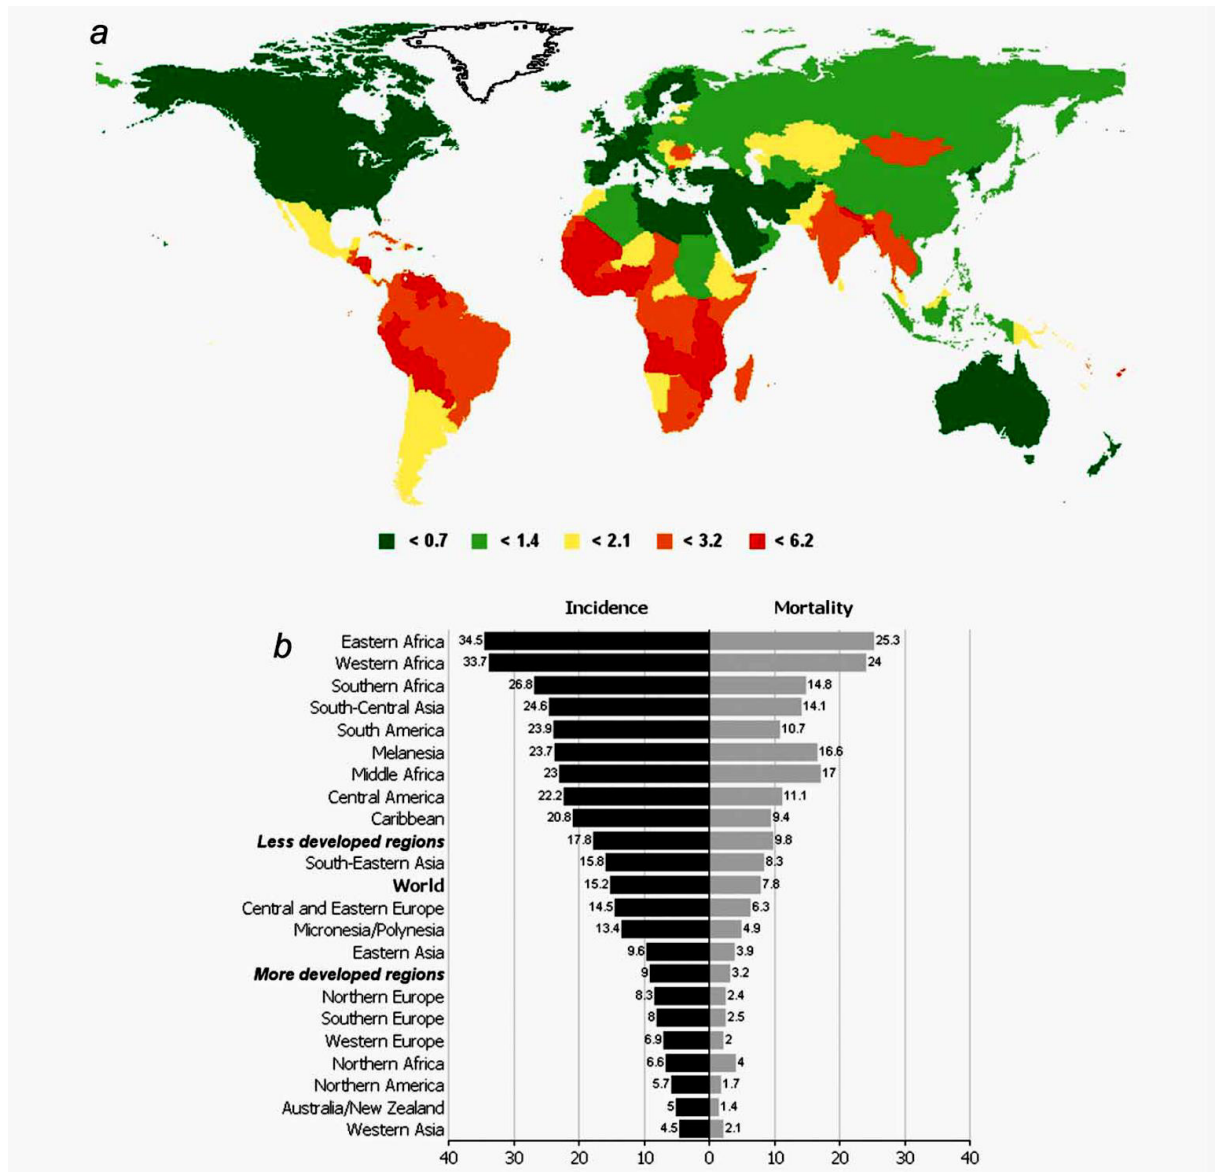 a
< 0.7 < 1.4 < 2.1 < 3.2 < 6.2
Incidence Mortality
b
Eastern Africa 34.5 25.3
Western Africa 33.7 24
Southern Africa 26.8 14.8
South-Central Asia 24.6 14.1
South America 23.9 10.7
Melanesia 23.7 16.6
Middle Africa 23 17
Central America 22.2 11.1
Caribbean 20.8 9.4
Less developed regions 17.8 9.8
South-Eastern Asia 15.8 8.3
World 15.2 7.8
Central and Eastern Europe 14.5 6.3
Micronesia/Polynesia 13.4 4.9
Eastern Asia 9.6 3.9
More developed regions 9 3.2
Northern Europe 8.3 2.4
Southern Europe 8 2.5
Western Europe 6.9 2
Northern Africa 6.6 4
Northern America 5.7 1.7
Australia/New Zealand 5 1.4
Western Asia 4.5 2.1
40 30 20 10 0 10 20 30 40